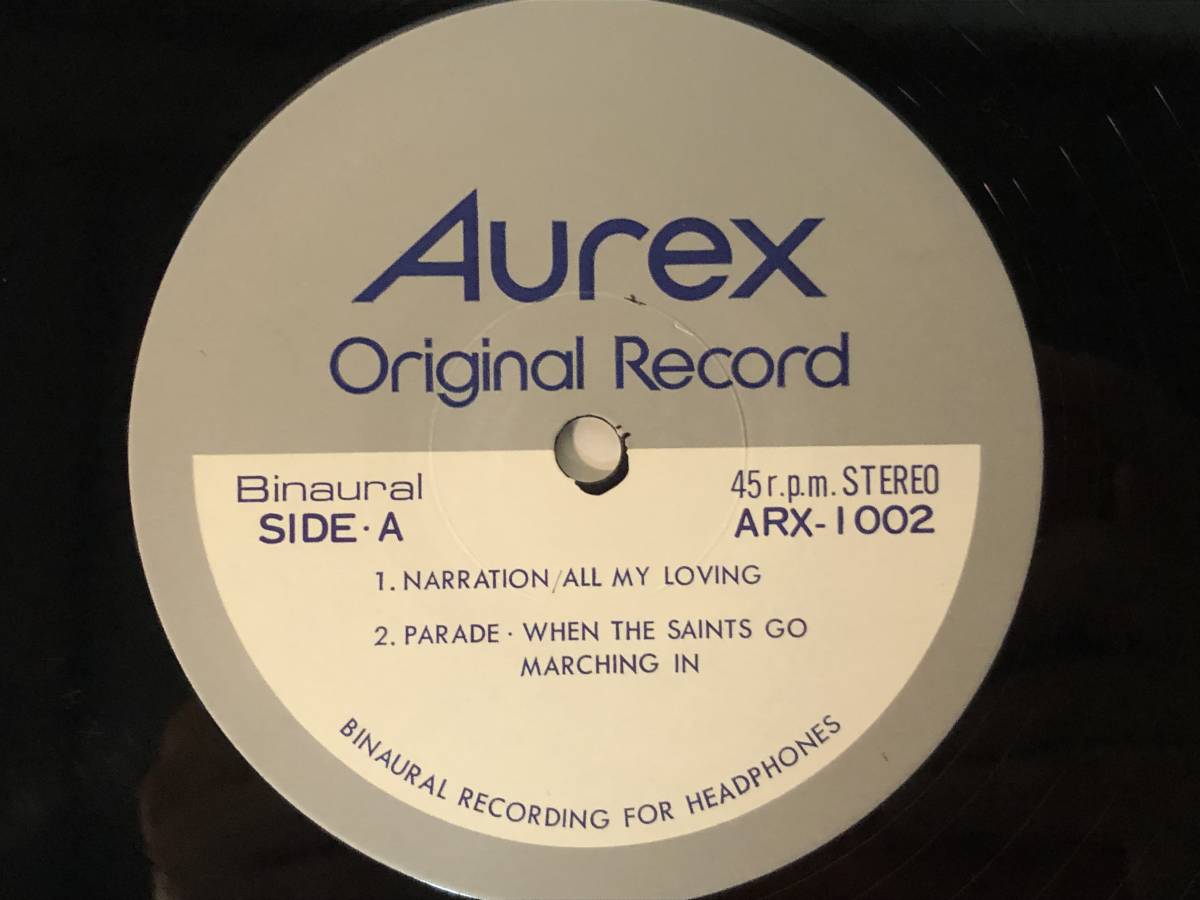 Aurex
Original Record
Binaural
SIDE·A
45 r.p.m. STEREO
ARX-1002
1. NARRATION/ALL MY LOVING
2. PARADE · WHEN THE SAINTS GO
MARCHING IN
BINAURAL RECORDING FOR HEADPHONES